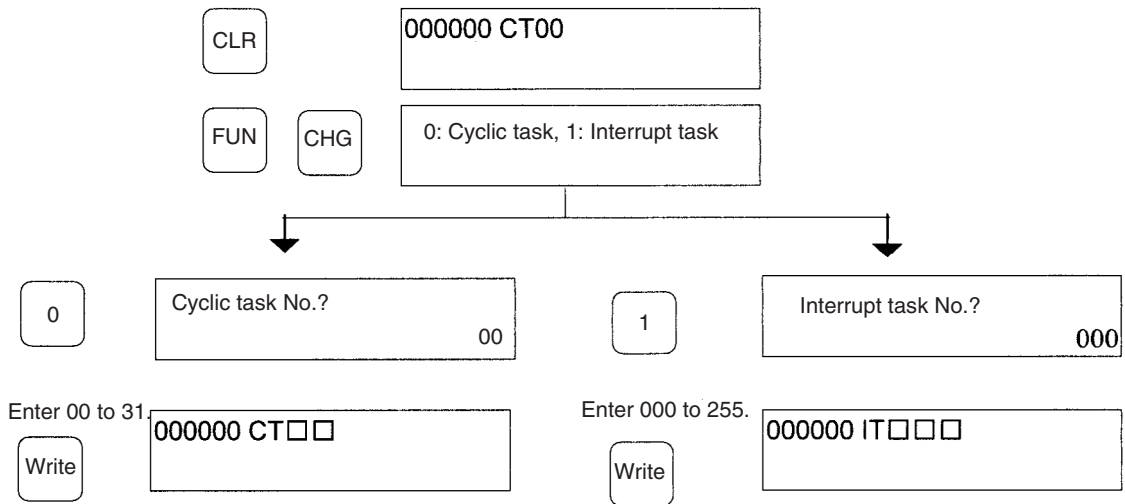 CLR
000000 CT00
FUN
CHG
0: Cyclic task, 1: Interrupt task
0
Cyclic task No.?
00
1
Interrupt task No.?
000
Enter 00 to 31.
Write
000000 CT□□
Enter 000 to 255.
Write
000000 IT□□□